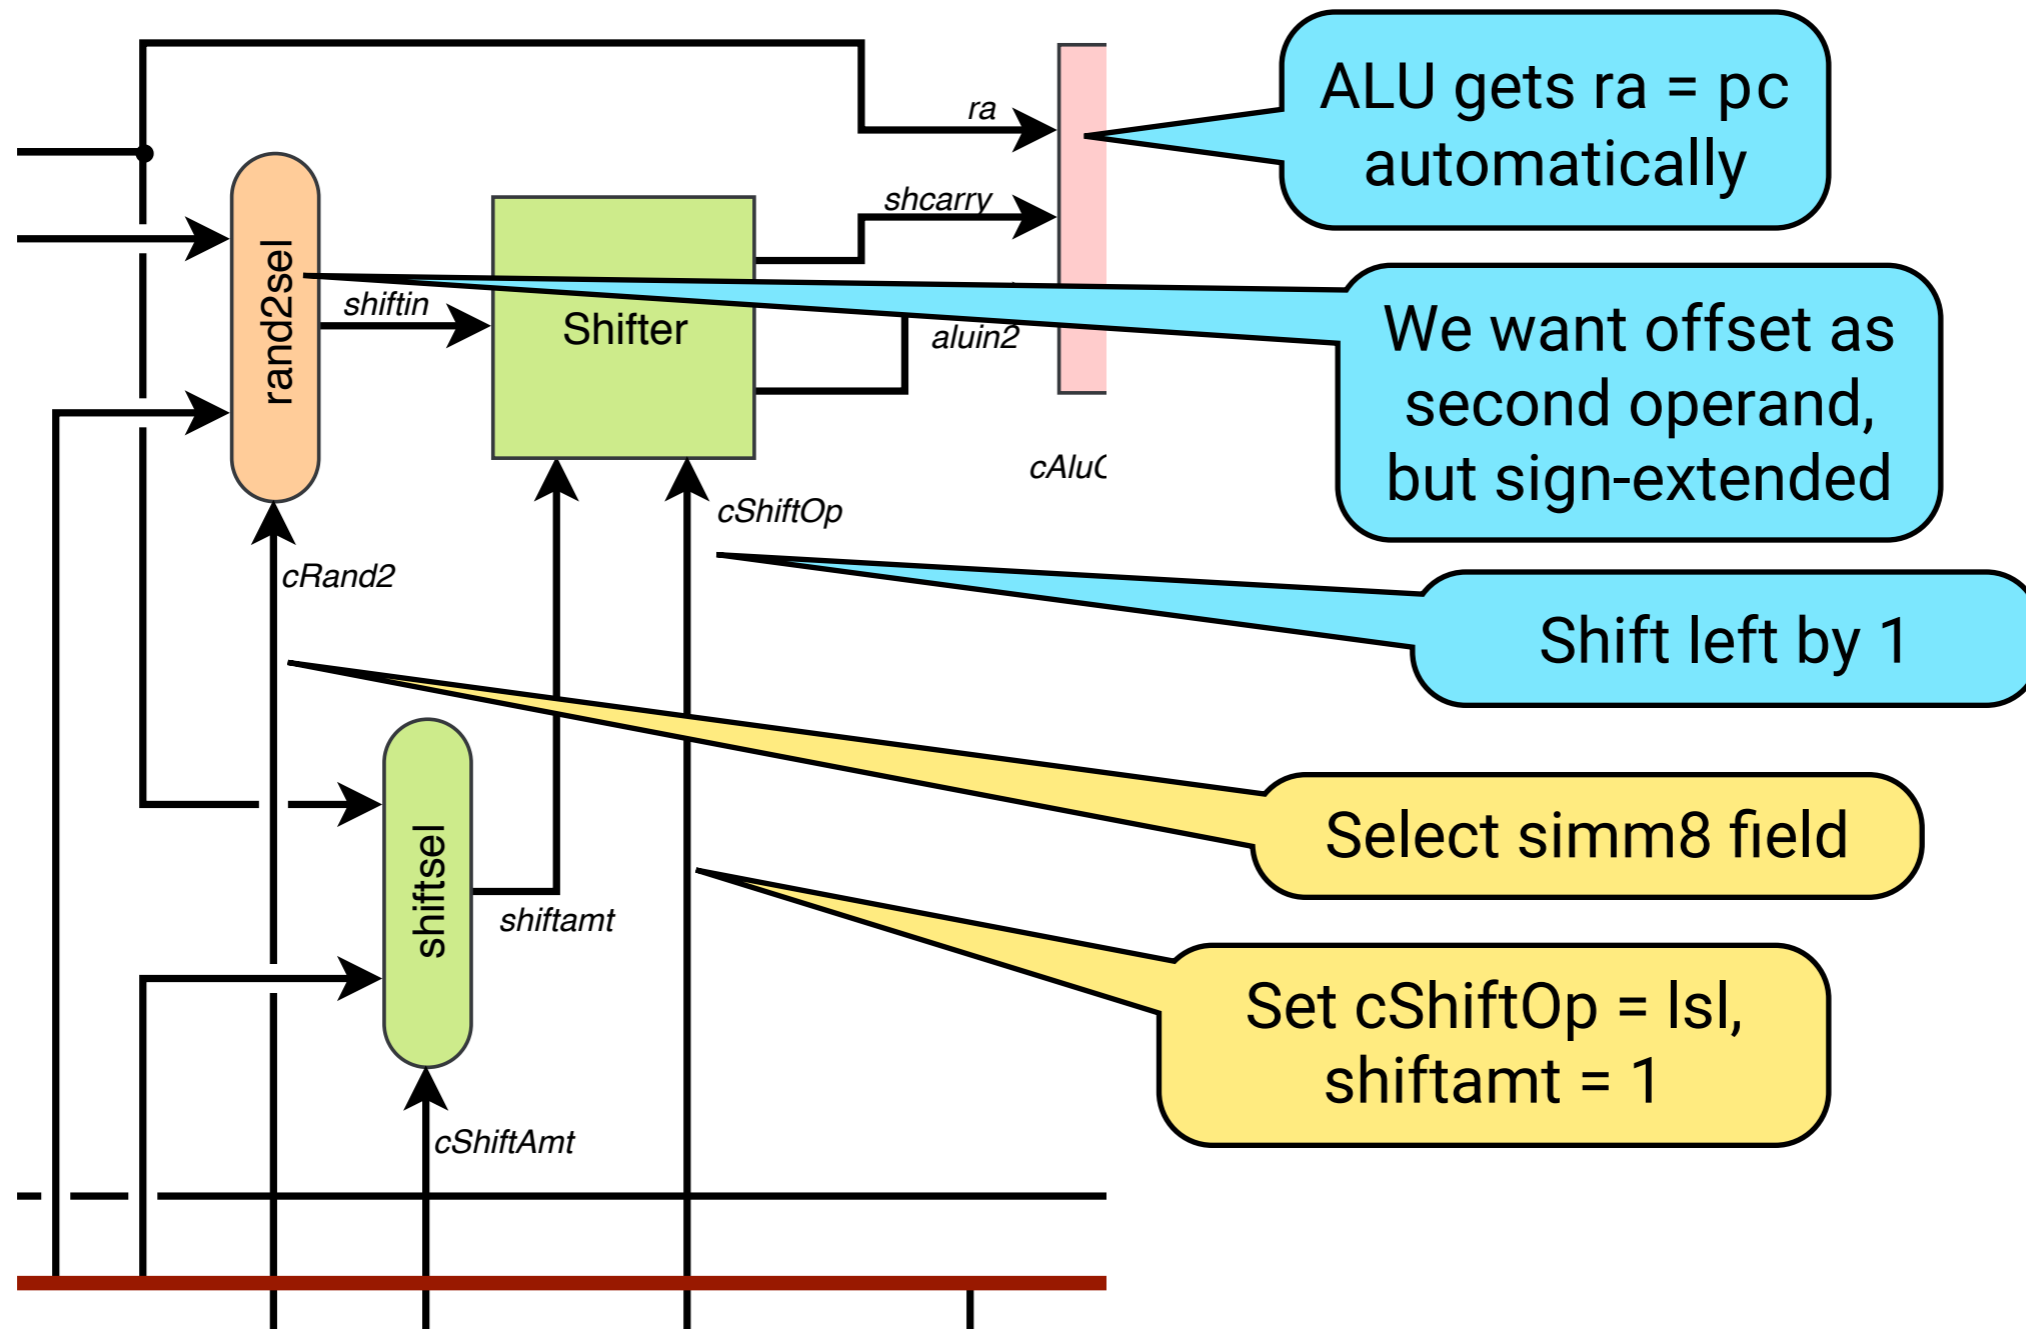 ra
ALU gets ra = pc
automatically
shcarry
rand2sel
shiftin
Shifter
aluin2
We want offset as
second operand,
but sign-extended
cShiftOp
cRand2
Shift left by 1
Select simm8 field
shiftsel
shiftamt
Set cShiftOp = lsl,
shiftamt = 1
cShiftAmt